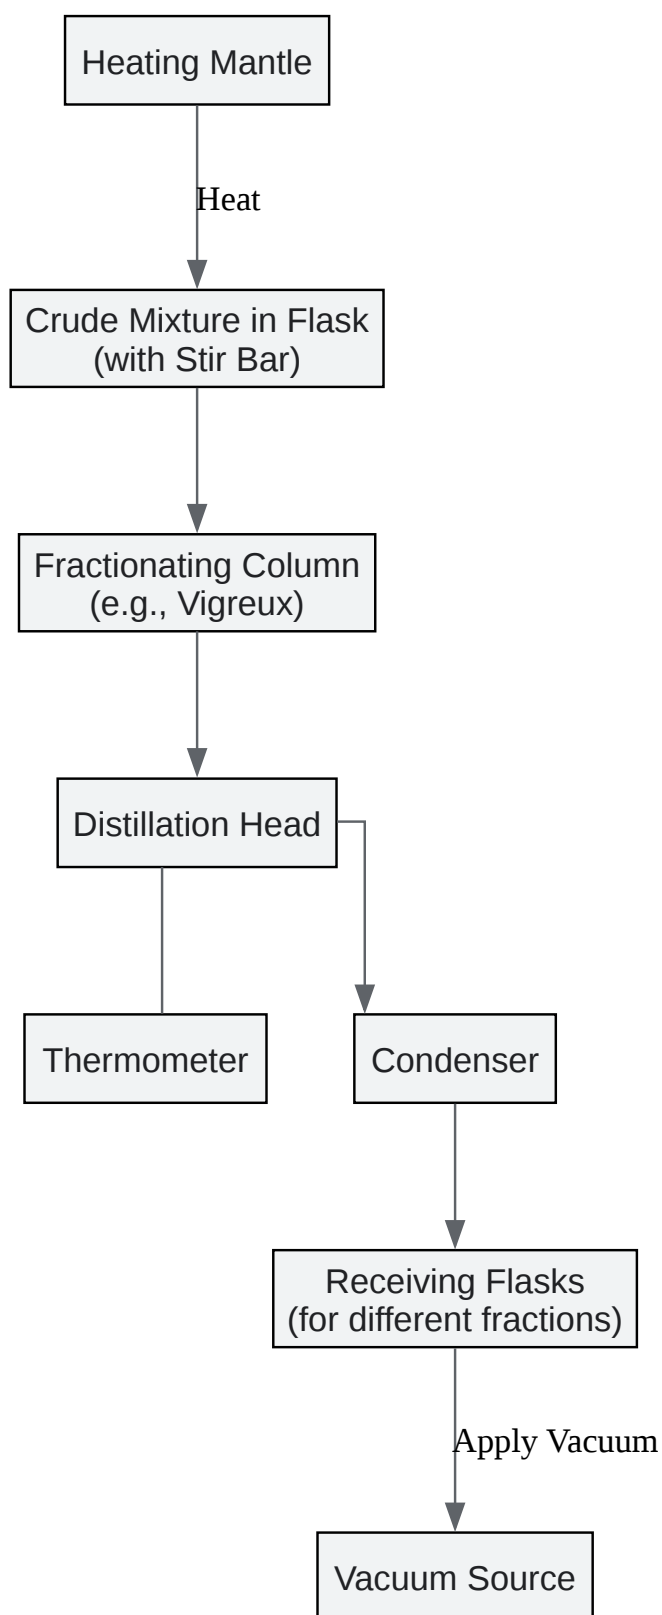 Heating Mantle
Heat
Crude Mixture in Flask
(with Stir Bar)
Fractionating Column
(e.g., Vigreux)
Distillation Head
Thermometer
Condenser
Receiving Flasks
(for different fractions)
Apply Vacuum
Vacuum Source